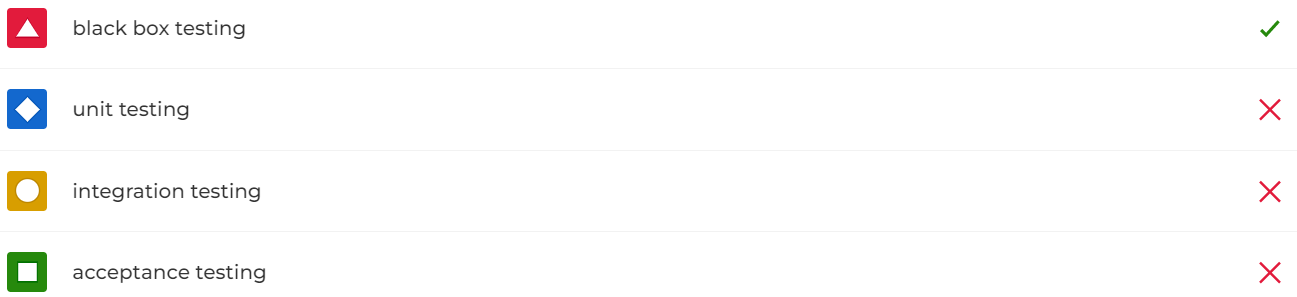 black box testing
unit testing
integration testing
acceptance testing